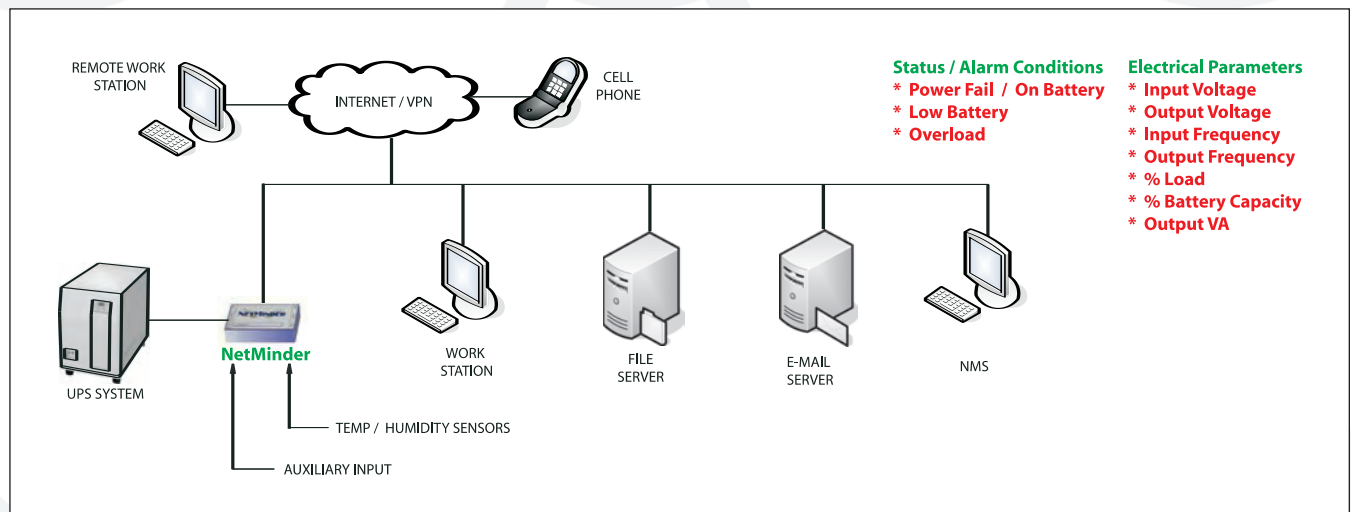 REMOTE WORK
STATION
INTERNET / VPN
CELL
PHONE
Status / Alarm Conditions
* Power Fail / On Battery
* Low Battery
* Overload
Electrical Parameters
* Input Voltage
* Output Voltage
* Input Frequency
* Output Frequency
* % Load
* % Battery Capacity
* Output VA
UPS SYSTEM
NETMINDER
NetMinder
WORK
STATION
FILE
SERVER
E-MAIL
SERVER
NMS
TEMP / HUMIDITY SENSORS
AUXILIARY INPUT